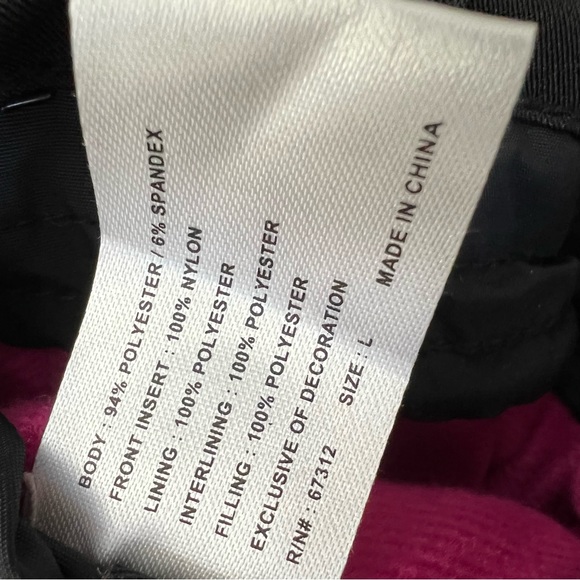 BODY : 94% POLYESTER / 6% SPANDEX
FRONT INSERT : 100% NYLON
LINING : 100% POLYESTER
INTERLINING : 100% POLYESTER
FILLING : 100% POLYESTER
EXCLUSIVE OF DECORATION
R/N# : 67312 SIZE : L
MADE IN CHINA